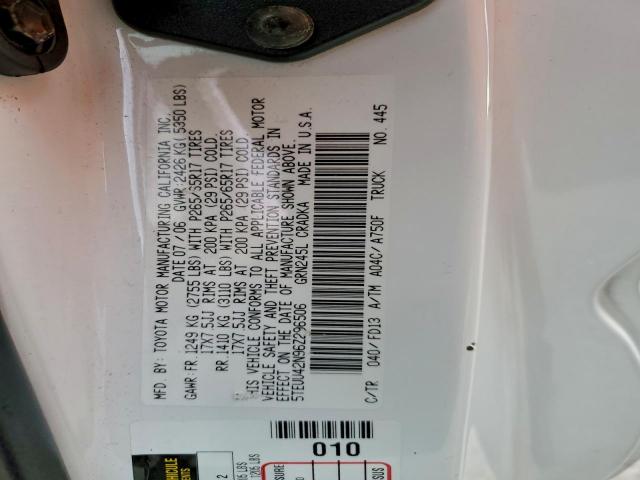 MFD. BY: TOYOTA MOTOR MANUFACTURING CALIFORNIA INC.
DATE 07/06 GVWR 2426 KG( 5350 LBS)
GAWR: FR 1249 KG (2755 LBS) WITH P265/65R17 TIRES
17X7.5JJ RIMS AT 200 KPA (29 PSI) COLD
RR 1410 KG (3110 LBS) WITH P265/65R17 TIRES
17X7.5JJ RIMS AT 200 KPA (29 PSI) COLD
THIS VEHICLE CONFORMS TO ALL APPLICABLE FEDERAL MOTOR
VEHICLE SAFETY AND THEFT PREVENTION STANDARDS IN
EFFECT ON THE DATE OF MANUFACTURE SHOWN ABOVE.
5TEUU42N96Z296506 GRN245L CRADKA MADE IN U.S.A.
C/TR 040/FD13 A/TM A04C/A750F TRUCK NO. 445
010